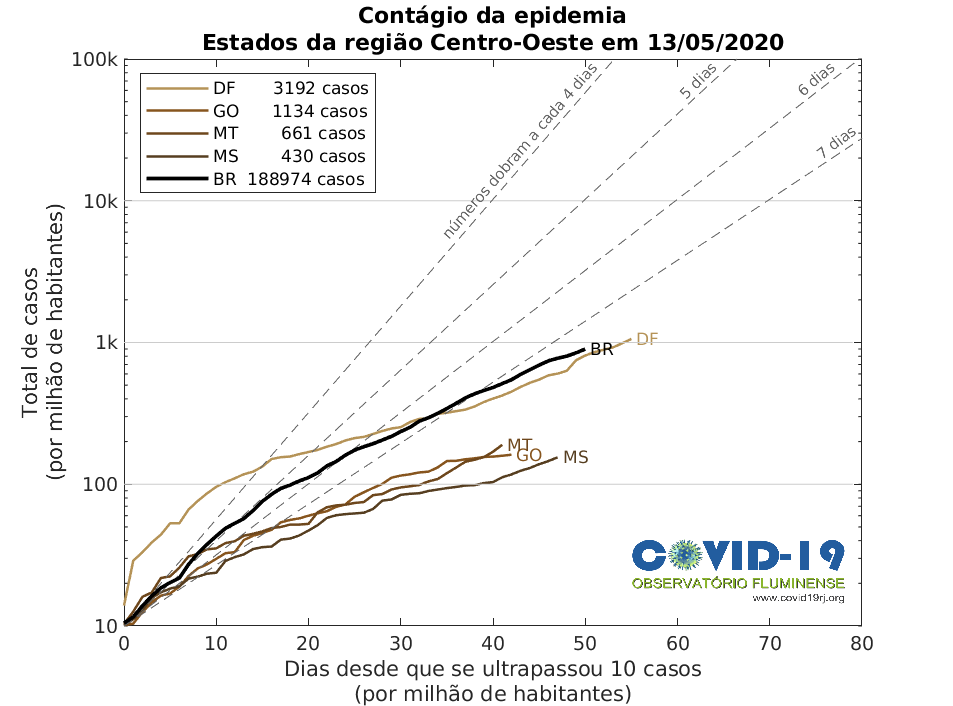 Contágio da epidemia
Estados da região Centro-Oeste em 13/05/2020
Total de casos
(por milhão de habitantes)
100k
10k
1k
100
10
DF 3192 casos
GO 1134 casos
MT 661 casos
MS 430 casos
BR 188974 casos
números dobram a cada 4 dias
5 dias
6 dias
7 dias
DF
BR
MT
GO
MS
COVID-19
OBSERVATÓRIO FLUMINENSE
www.covid19rj.org
0 10 20 30 40 50 60 70 80
Dias desde que se ultrapassou 10 casos
(por milhão de habitantes)